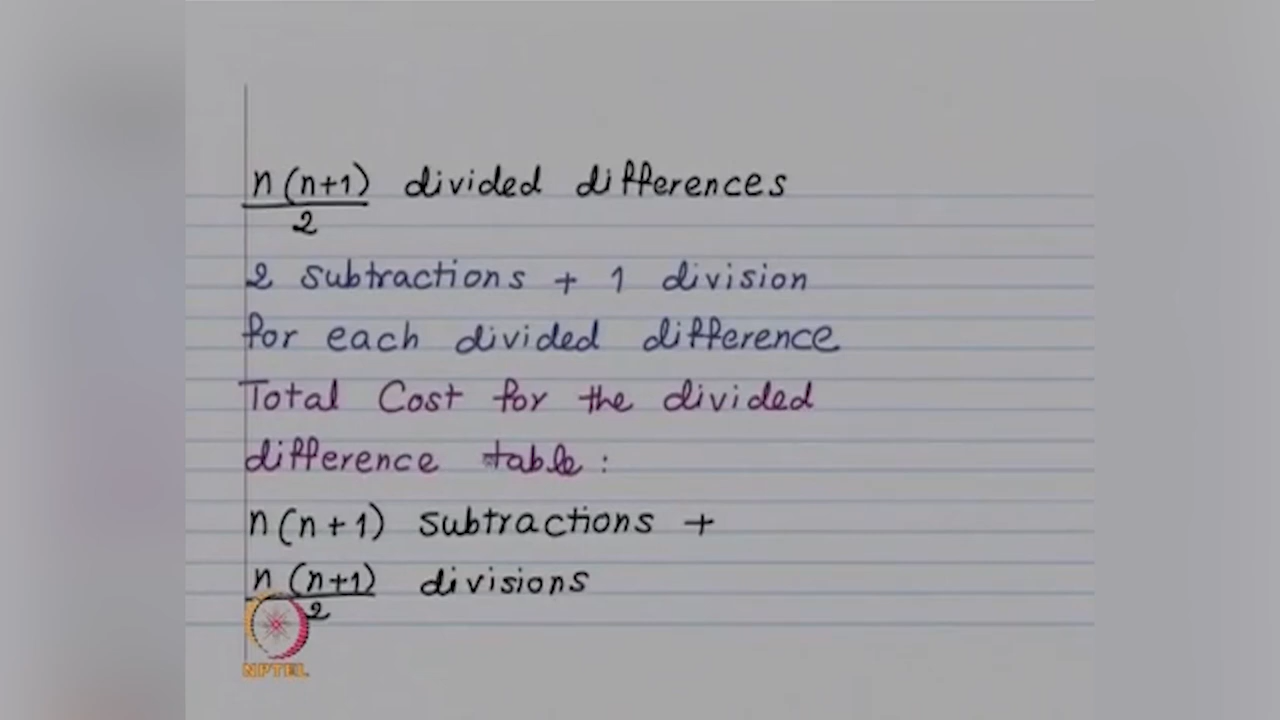 n(n+1)/2 divided differences
2 subtractions + 1 division
for each divided difference
Total Cost for the divided
difference table :
n(n+1) subtractions +
n(n+1)/2 divisions
NPTEL